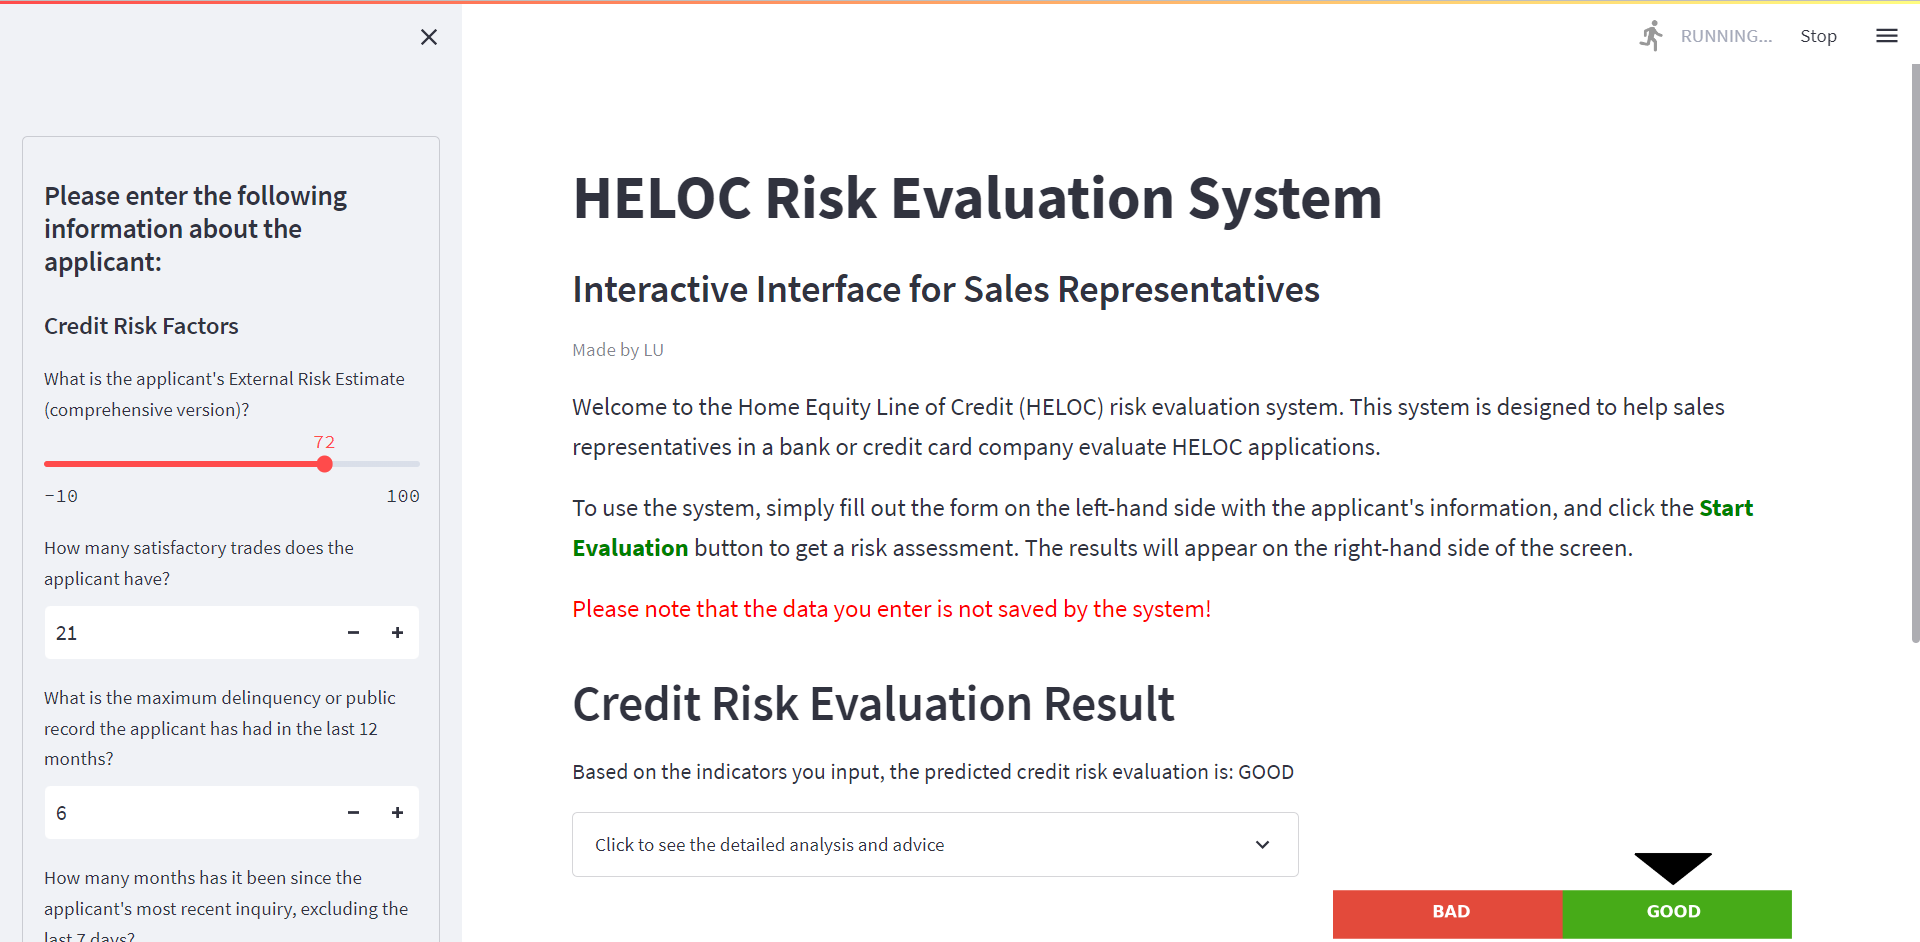 RUNNING...
Stop
Please enter the following
information about the
applicant:
Credit Risk Factors
What is the applicant's External Risk Estimate
(comprehensive version)?
72
-10
100
How many satisfactory trades does the
applicant have?
21
What is the maximum delinquency or public
record the applicant has had in the last 12
months?
6
How many months has it been since the
applicant's most recent inquiry, excluding the
last 7 days?
HELOC Risk Evaluation System
Interactive Interface for Sales Representatives
Made by LU
Welcome to the Home Equity Line of Credit (HELOC) risk evaluation system. This system is designed to help sales
representatives in a bank or credit card company evaluate HELOC applications.
To use the system, simply fill out the form on the left-hand side with the applicant's information, and click the Start
Evaluation button to get a risk assessment. The results will appear on the right-hand side of the screen.
Please note that the data you enter is not saved by the system!
Credit Risk Evaluation Result
Based on the indicators you input, the predicted credit risk evaluation is: GOOD
Click to see the detailed analysis and advice
BAD
GOOD